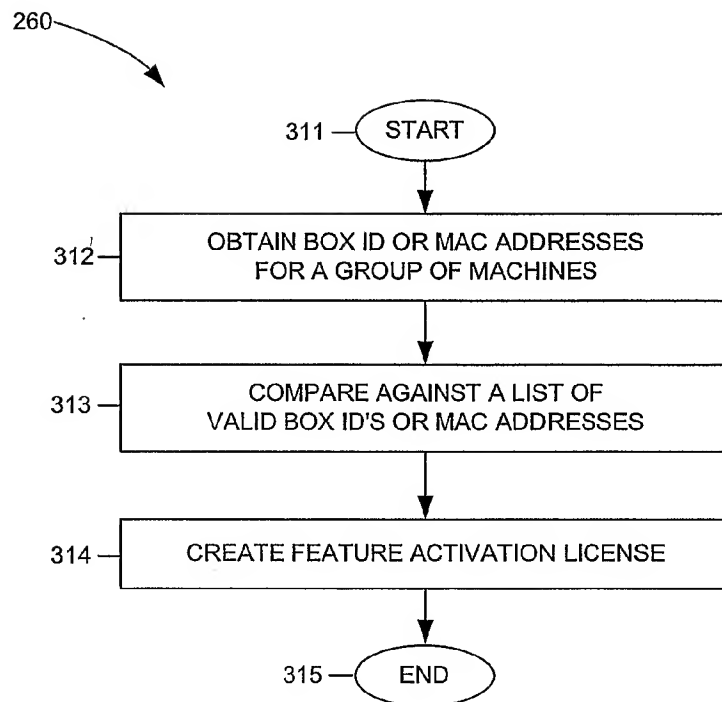 260
311
START
312
OBTAIN BOX ID OR MAC ADDRESSES
FOR A GROUP OF MACHINES
313
COMPARE AGAINST A LIST OF
VALID BOX ID'S OR MAC ADDRESSES
314
CREATE FEATURE ACTIVATION LICENSE
315
END